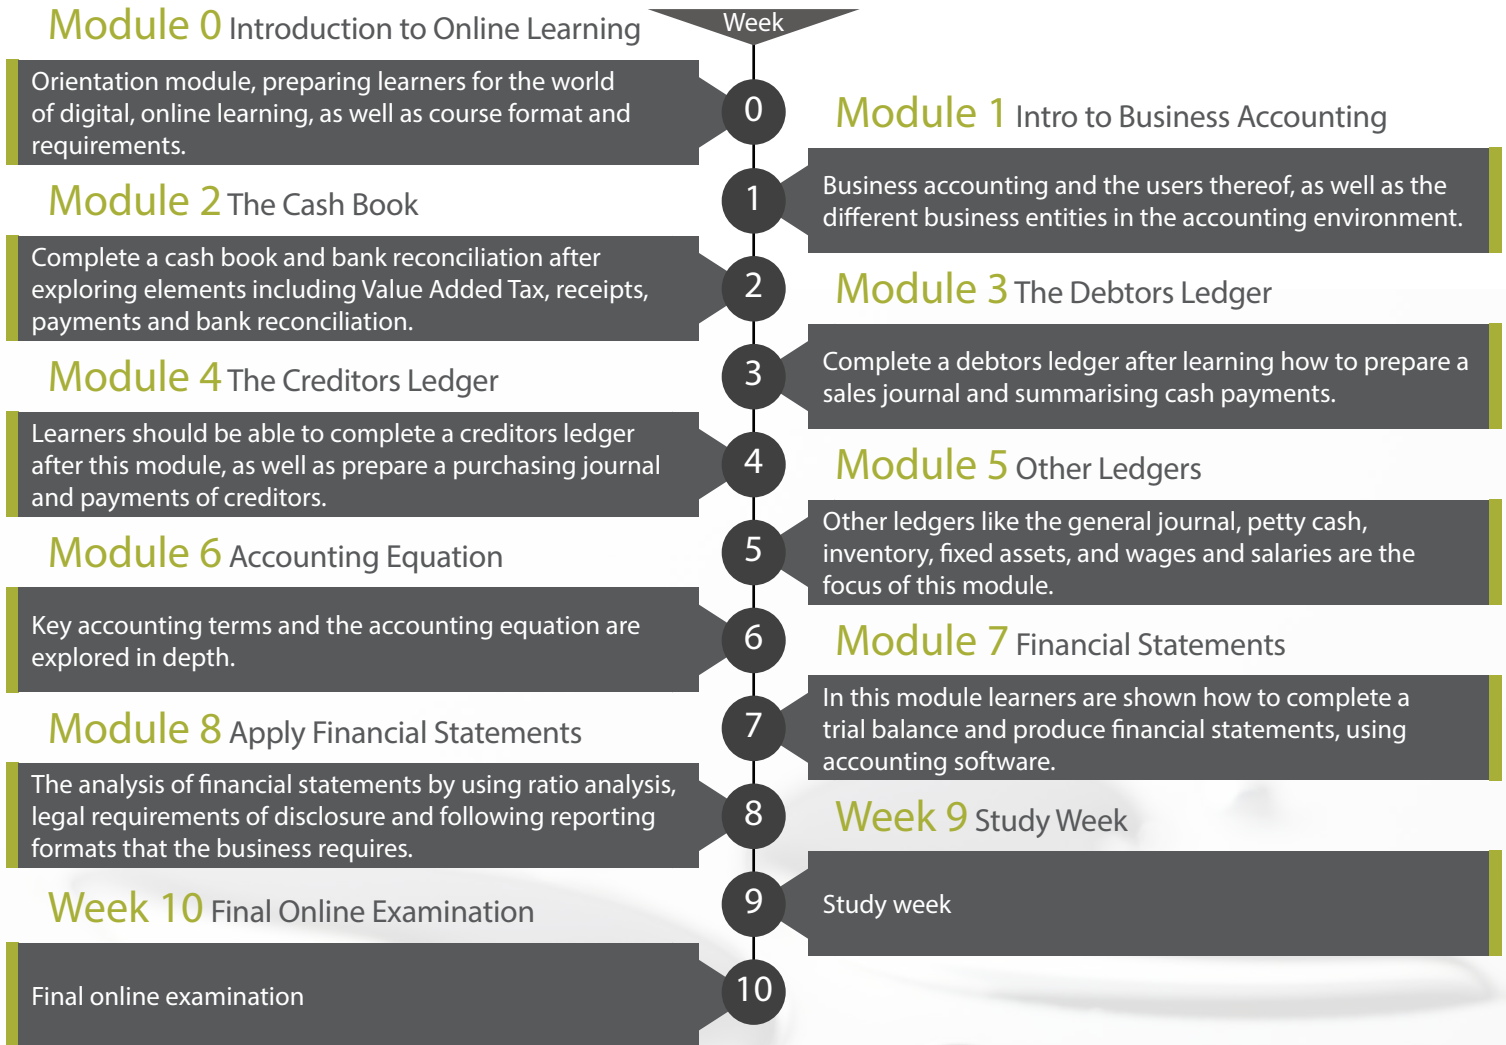 Week
Module 0 Introduction to Online Learning
0
Orientation module, preparing learners for the world
of digital, online learning, as well as course format and
requirements.
Module 1 Intro to Business Accounting
1
Business accounting and the users thereof, as well as the
different business entities in the accounting environment.
Module 2 The Cash Book
2
Complete a cash book and bank reconciliation after
exploring elements including Value Added Tax, receipts,
payments and bank reconciliation.
Module 3 The Debtors Ledger
3
Complete a debtors ledger after learning how to prepare a
sales journal and summarising cash payments.
Module 4 The Creditors Ledger
4
Learners should be able to complete a creditors ledger
after this module, as well as prepare a purchasing journal
and payments of creditors.
Module 5 Other Ledgers
5
Other ledgers like the general journal, petty cash,
inventory, fixed assets, and wages and salaries are the
focus of this module.
Module 6 Accounting Equation
6
Key accounting terms and the accounting equation are
explored in depth.
Module 7 Financial Statements
7
In this module learners are shown how to complete a
trial balance and produce financial statements, using
accounting software.
Module 8 Apply Financial Statements
8
The analysis of financial statements by using ratio analysis,
legal requirements of disclosure and following reporting
formats that the business requires.
Week 9 Study Week
9
Study week
Week 10 Final Online Examination
10
Final online examination